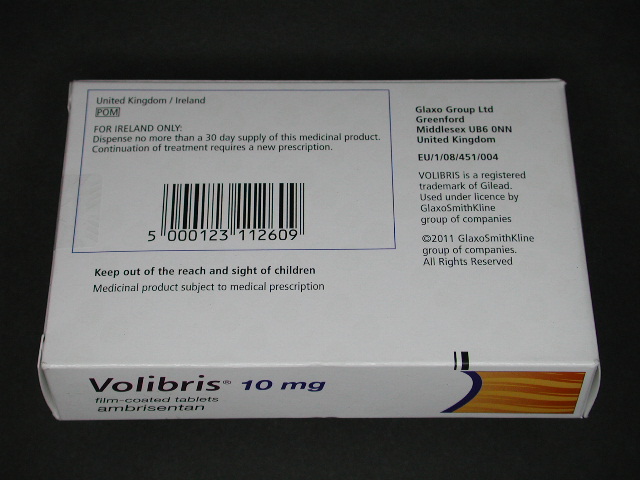 United Kingdom / Ireland
POM
FOR IRELAND ONLY:
Dispense no more than a 30 day supply of this medicinal product.
Continuation of treatment requires a new prescription.
5 000123 112609
Keep out of the reach and sight of children
Medicinal product subject to medical prescription
Glaxo Group Ltd
Greenford
Middlesex UB6 0NN
United Kingdom
EU/1/08/451/004
VOLIBRIS is a registered
trademark of Gilead.
Used under licence by
GlaxoSmithKline
group of companies
©2011 GlaxoSmithKline
group of companies.
All Rights Reserved
Volibris® 10 mg
film-coated tablets
ambrisentan